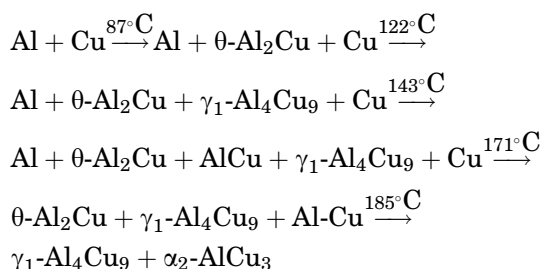 Al + Cu 87°C⟶ Al + θ-Al₂Cu + Cu 122°C⟶
Al + θ-Al₂Cu + γ₁-Al₄Cu₉ + Cu 143°C⟶
Al + θ-Al₂Cu + AlCu + γ₁-Al₄Cu₉ + Cu 171°C⟶
θ-Al₂Cu + γ₁-Al₄Cu₉ + Al-Cu 185°C⟶
γ₁-Al₄Cu₉ + α₂-AlCu₃